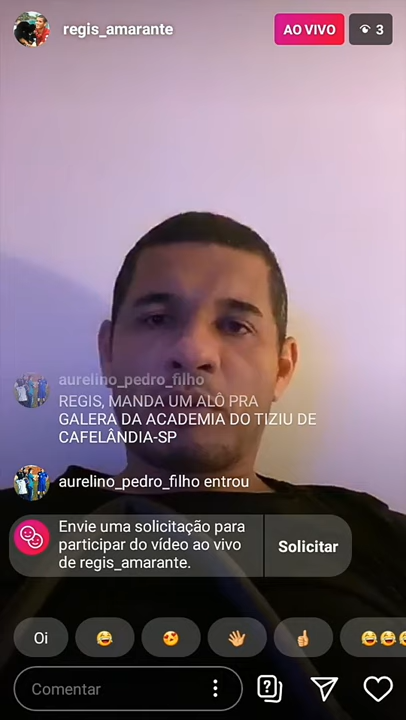 regis_amarante
AO VIVO
3
aurelino_pedro_filho
REGIS, MANDA UM ALÔ PRA
GALERA DA ACADEMIA DO TIZIU DE
CAFELÂNDIA-SP
aurelino_pedro_filho entrou
Envie uma solicitação para
participar do vídeo ao vivo
de regis_amarante.
Solicitar
Oi
Comentar